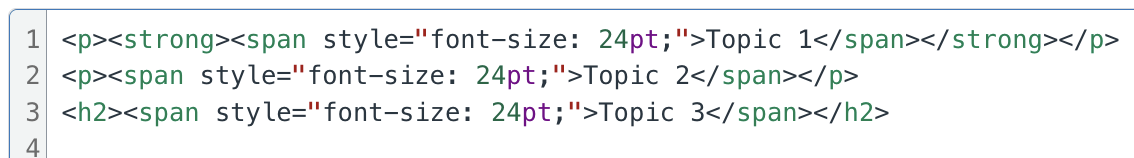 1 <p><strong><span style="font-size: 24pt;">Topic 1</span></strong></p>
2 <p><span style="font-size: 24pt;">Topic 2</span></p>
3 <h2><span style="font-size: 24pt;">Topic 3</span></h2>
4